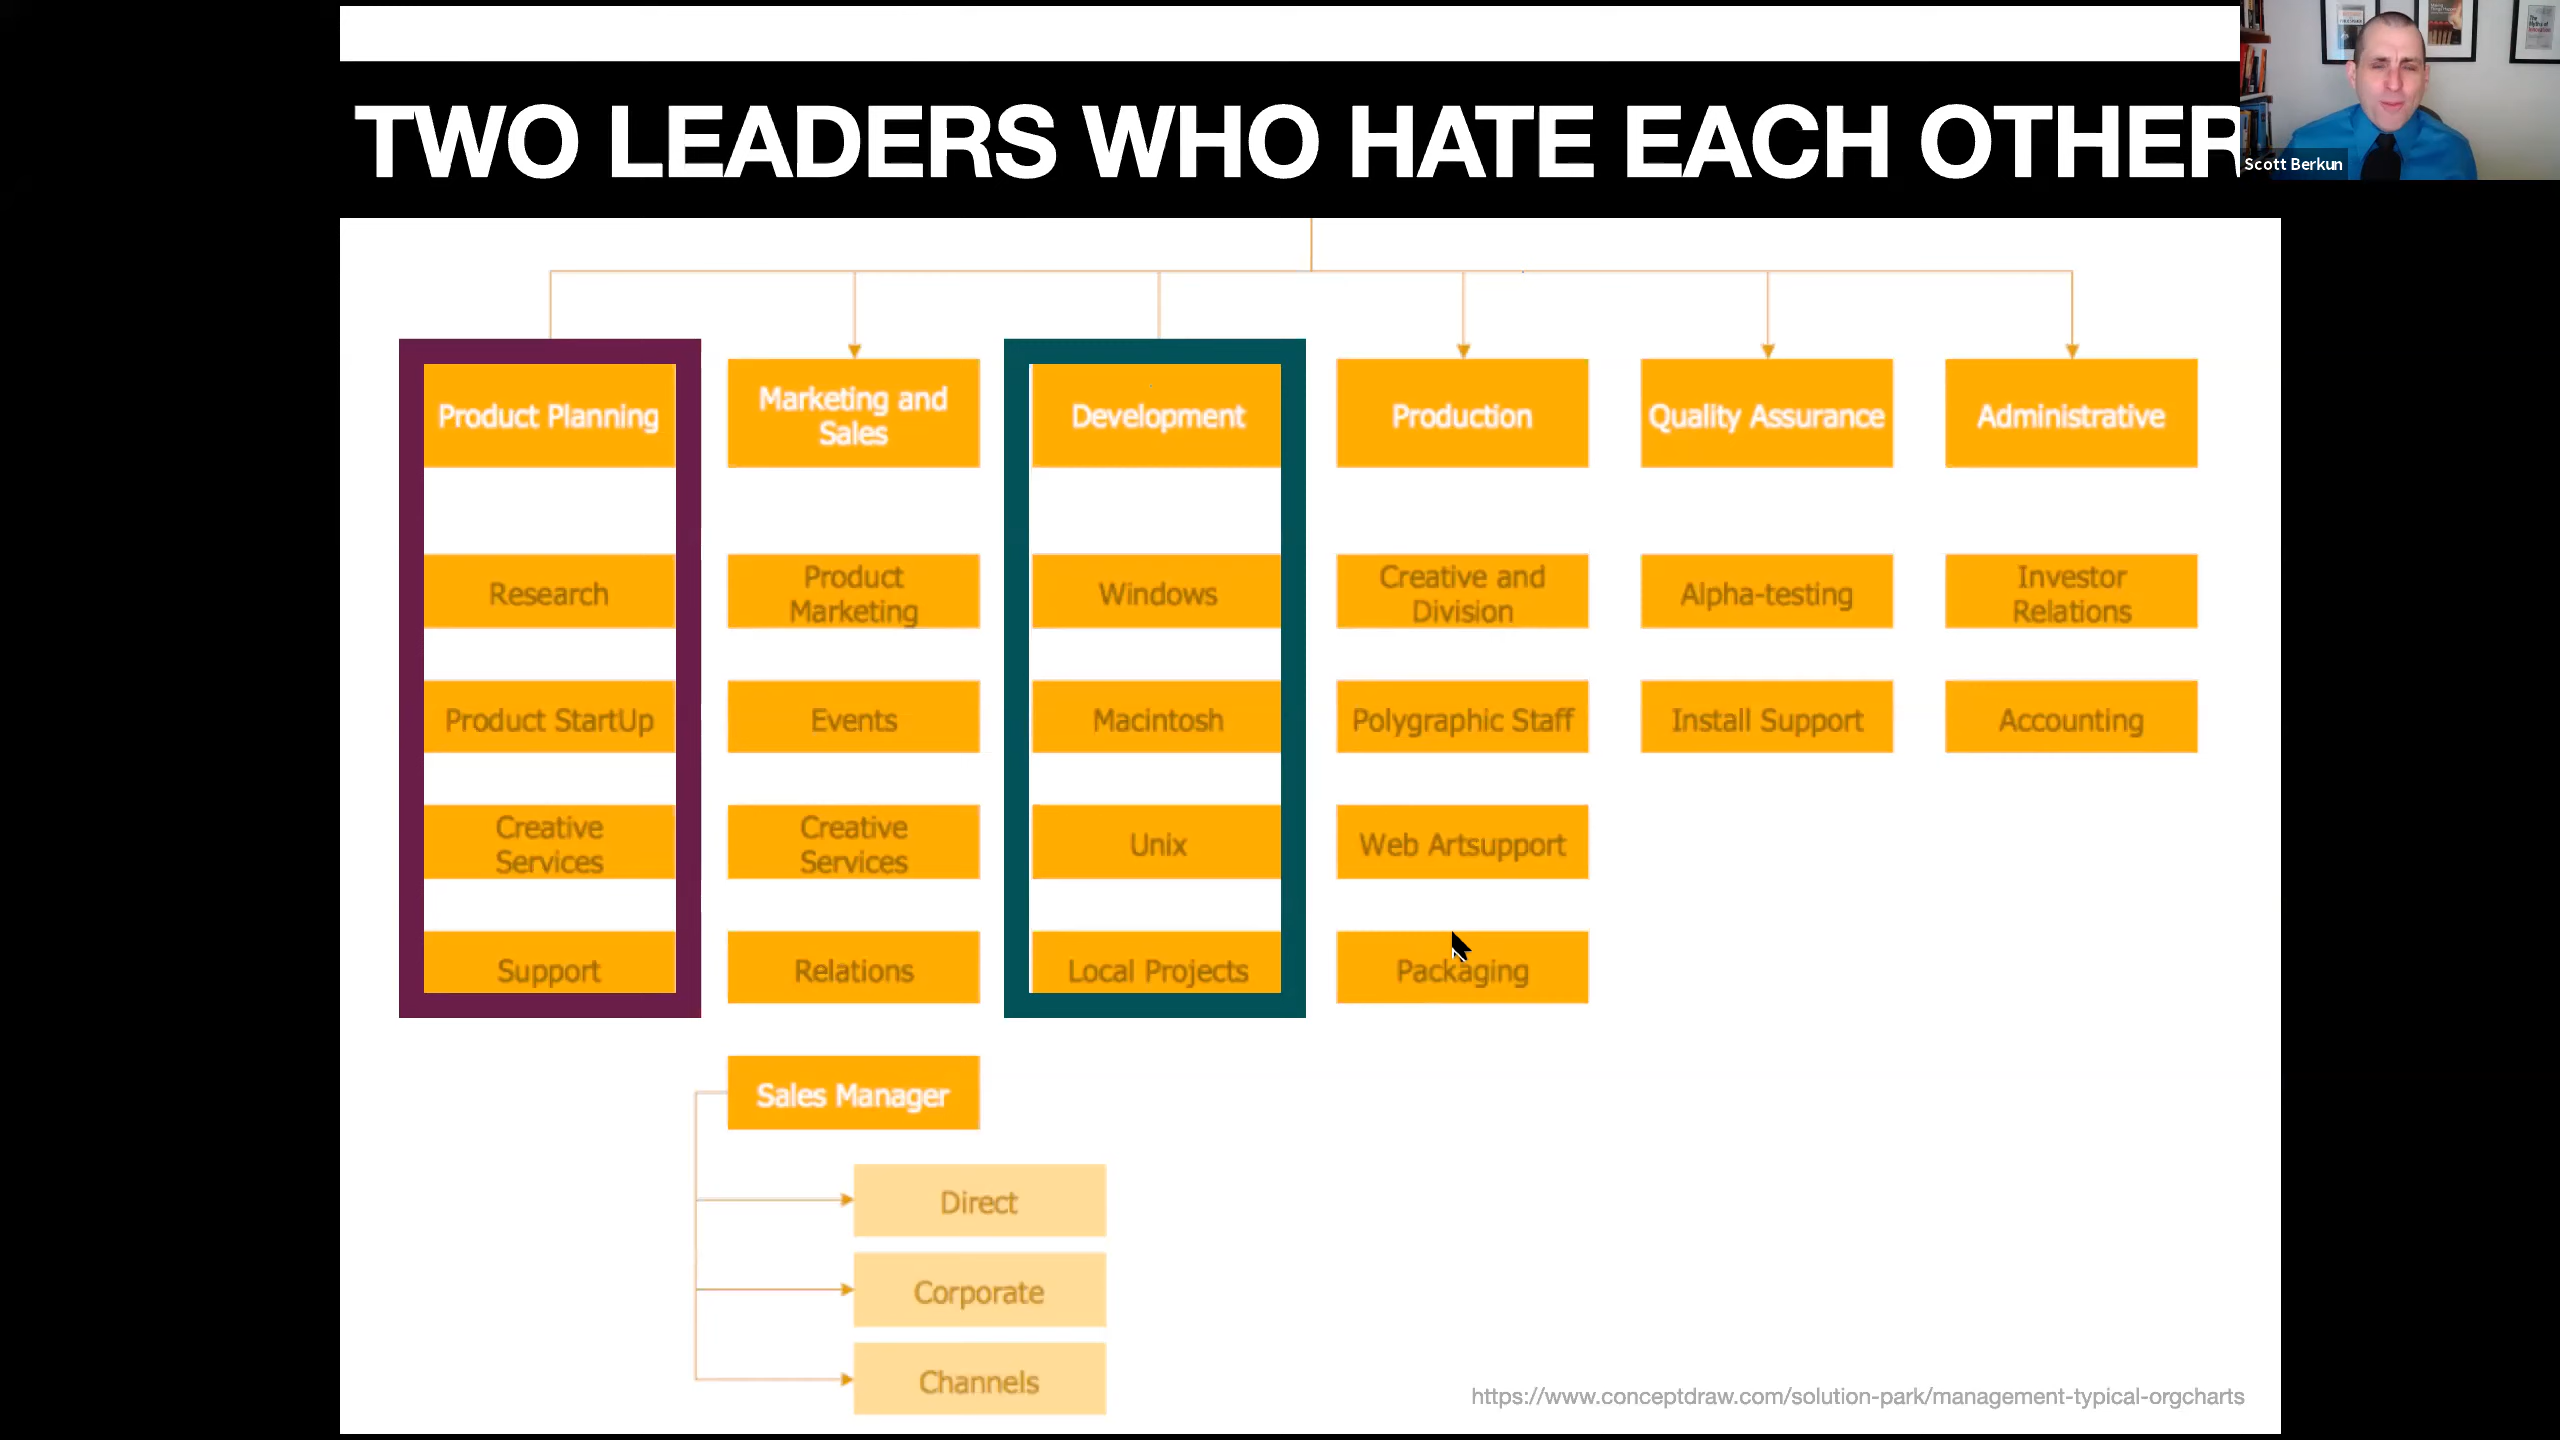 TWO LEADERS WHO HATE EACH OTHER
Scott Berkun
Product Planning
Marketing and
Sales
Development
Production
Quality Assurance
Administrative
Research
Product
Marketing
Windows
Creative and
Division
Alpha-testing
Investor
Relations
Product StartUp
Events
Macintosh
Polygraphic Staff
Install Support
Accounting
Creative
Services
Creative
Services
Unix
Web Artsupport
Support
Relations
Local Projects
Packaging
Sales Manager
Direct
Corporate
Channels
https://www.conceptdraw.com/solution-park/management-typical-orgcharts